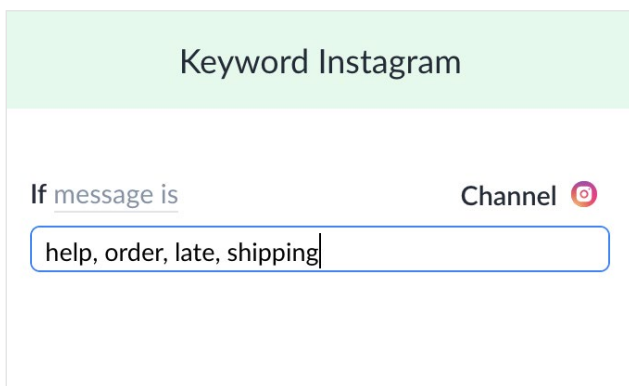 Keyword Instagram
If message is
Channel
help, order, late, shipping